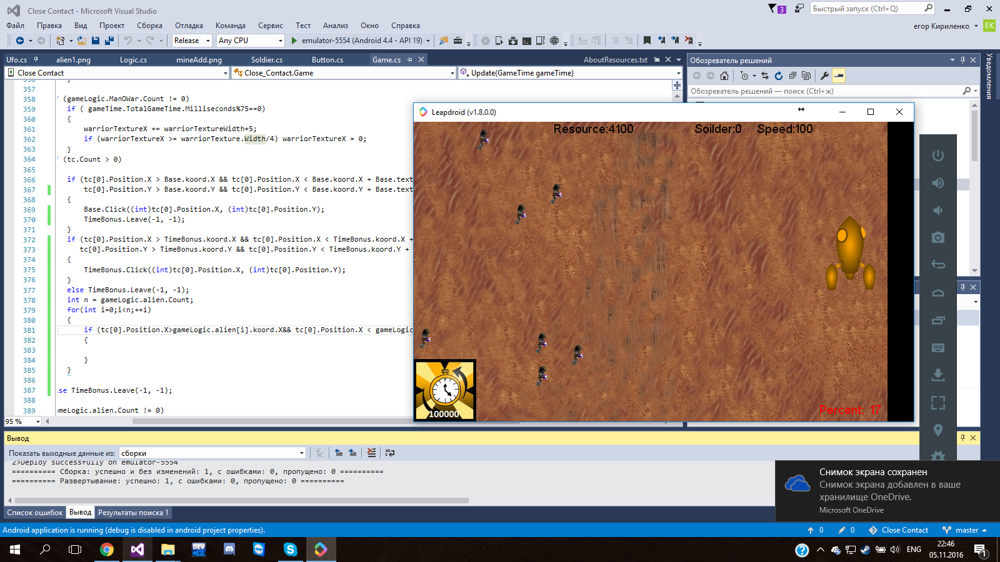 Close Contact - Microsoft Visual Studio
3
Быстрый запуск (Ctrl+Q)
Файл Правка Вид Проект Сборка Отладка Команда Сервис Тест Анализ Окно Справка
егор Кириленко
EK
Release
Any CPU
emulator-5554 (Android 4.4 - API 19)
Ufo.cs alien1.png Logic.cs mineAdd.png Soldier.cs Button.cs Game.cs
AboutResources.txt
Обозреватель решений
Уведомления
Close Contact
Close_Contact.Game
Update(GameTime gameTime)
Обозреватель решений — поиск (Ctrl+ж)
356 }
357
358 (gameLogic.ManOWar.Count != 0)
359 if ( gameTime.TotalGameTime.Milliseconds%75==0)
360 {
361 warriorTextureX += warriorTextureWidth+5;
362 if (warriorTextureX >= warriorTexture.Width/4) warriorTextureX = 0;
363 }
364 (tc.Count > 0)
365
366 if (tc[0].Position.X > Base.koord.X && tc[0].Position.X < Base.koord.X + Base.text
367 tc[0].Position.Y > Base.koord.Y && tc[0].Position.Y < Base.koord.Y + Base.text
368 {
369 Base.Click((int)tc[0].Position.X, (int)tc[0].Position.Y);
370 TimeBonus.Leave(-1, -1);
371 }
372 if (tc[0].Position.X > TimeBonus.koord.X && tc[0].Position.X < TimeBonus.koord.X +
373 tc[0].Position.Y > TimeBonus.koord.Y && tc[0].Position.Y < TimeBonus.koord.Y +
374 {
375 TimeBonus.Click((int)tc[0].Position.X, (int)tc[0].Position.Y);
376 }
377 else TimeBonus.Leave(-1, -1);
378 int n = gameLogic.alien.Count;
379 for(int i=0;i<n;++i)
380 {
381 if (tc[0].Position.X>gameLogic.alien[i].koord.X&& tc[0].Position.X < gameLogic
382 {
383
384 }
385 }
386
387 se TimeBonus.Leave(-1, -1);
388
389 meLogic.alien.Count != 0)
95 %
Leapdroid (v1.8.0.0)
Resource:4100
Soilder:0
Speed:100
100000
Percent: 17
Вывод
Показать выходные данные из: сборки
2>Deploy successfully on emulator-5554
========== Сборка: успешно и без изменений: 1, с ошибками: 0, пропущено: 0 ==========
========== Развертывание: успешно: 1, с ошибками: 0, пропущено: 0 ==========
Список ошибок Вывод Результаты поиска 1
Снимок экрана сохранен
Снимок экрана добавлен в ваше
хранилище OneDrive.
Microsoft OneDrive
Android application is running (debug is disabled in android project properties).
0
0
Close Contact
master
DEV
ENG
22:46
05.11.2016
1